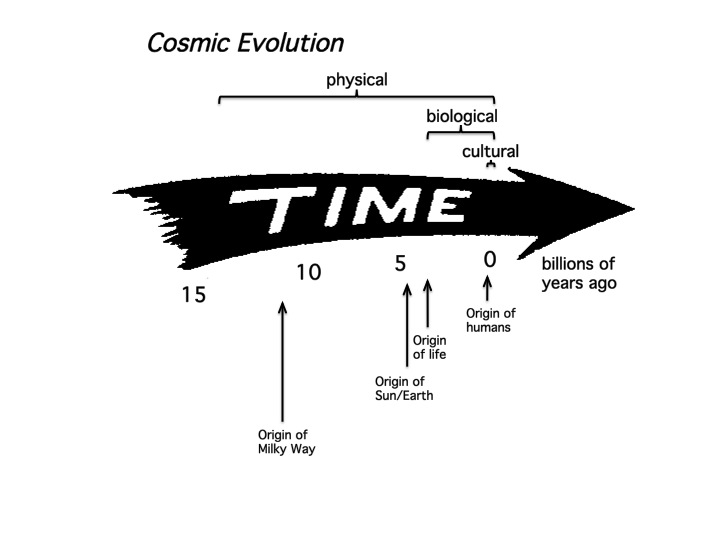 Cosmic Evolution
physical
biological
cultural
TIME
15
10
5
0
billions of
years ago
Origin of
humans
Origin
of life
Origin of
Sun/Earth
Origin of
Milky Way